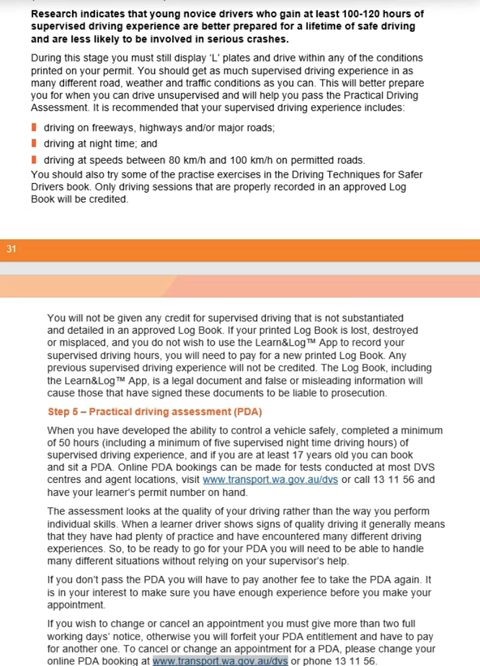 Research indicates that young novice drivers who gain at least 100-120 hours of
supervised driving experience are better prepared for a lifetime of safe driving
and are less likely to be involved in serious crashes.
During this stage you must still display 'L' plates and drive within any of the conditions
printed on your permit. You should get as much supervised driving experience in as
many different road, weather and traffic conditions as you can. This will better prepare
you for when you can drive unsupervised and will help you pass the Practical Driving
Assessment. It is recommended that your supervised driving experience includes:
driving on freeways, highways and/or major roads;
driving at night time; and
driving at speeds between 80 km/h and 100 km/h on permitted roads.
You should also try some of the practise exercises in the Driving Techniques for Safer
Drivers book. Only driving sessions that are properly recorded in an approved Log
Book will be credited.
31
You will not be given any credit for supervised driving that is not substantiated
and detailed in an approved Log Book. If your printed Log Book is lost, destroyed
or misplaced, and you do not wish to use the Learn&Log™ App to record your
supervised driving hours, you will need to pay for a new printed Log Book. Any
previous supervised driving experience will not be credited. The Log Book, including
the Learn&Log™ App, is a legal document and false or misleading information will
cause those that have signed these documents to be liable to prosecution.
Step 5 – Practical driving assessment (PDA)
When you have developed the ability to control a vehicle safely, completed a minimum
of 50 hours (including a minimum of five supervised night time driving hours) of
supervised driving experience, and if you are at least 17 years old you can book
and sit a PDA. Online PDA bookings can be made for tests conducted at most DVS
centres and agent locations, visit www.transport.wa.gov.au/dvs or call 13 11 56 and
have your learner's permit number on hand.
The assessment looks at the quality of your driving rather than the way you perform
individual skills. When a learner driver shows signs of quality driving it generally means
that they have had plenty of practice and have encountered many different driving
experiences. So, to be ready to go for your PDA you will need to be able to handle
many different situations without relying on your supervisor's help.
If you don't pass the PDA you will have to pay another fee to take the PDA again. It
is in your interest to make sure you have enough experience before you make your
appointment.
If you wish to change or cancel an appointment you must give more than two full
working days' notice, otherwise you will forfeit your PDA entitlement and have to pay
for another one. To cancel or change an appointment for a PDA, please change your
online PDA booking at www.transport.wa.gov.au/dvs or phone 13 11 56.